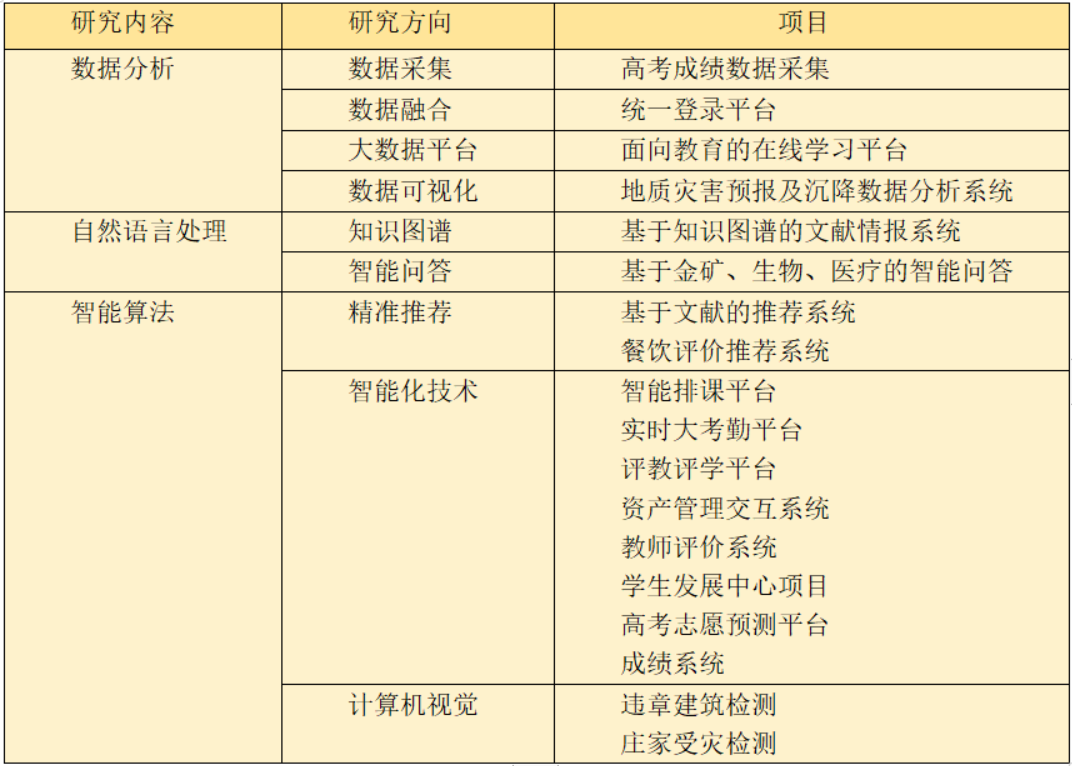 研究内容 研究方向 项目
数据分析 数据采集 高考成绩数据采集
数据融合 统一登录平台
大数据平台 面向教育的在线学习平台
数据可视化 地质灾害预报及沉降数据分析系统
自然语言处理 知识图谱 基于知识图谱的文献情报系统
智能问答 基于金矿、生物、医疗的智能问答
智能算法 精准推荐 基于文献的推荐系统
餐饮评价推荐系统
智能化技术 智能排课平台
实时大考勤平台
评教评学平台
资产管理交互系统
教师评价系统
学生发展中心项目
高考志愿预测平台
成绩系统
计算机视觉 违章建筑检测
庄家受灾检测